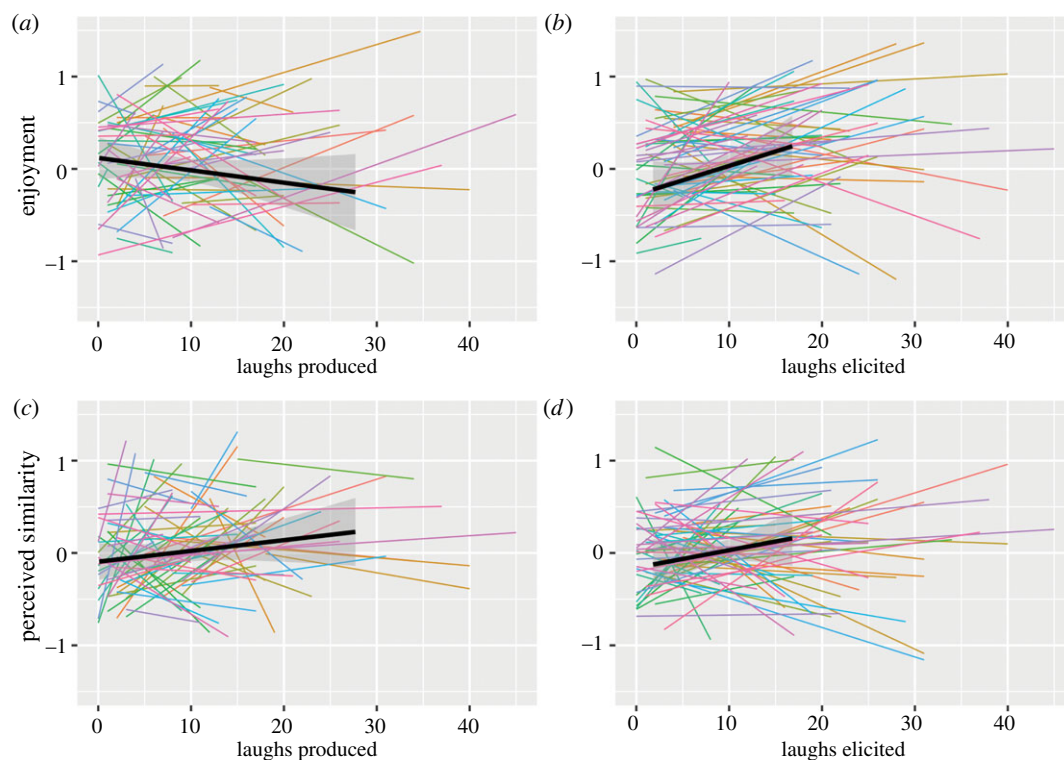 (a) (b)
1 1
0 0
–1 –1
enjoyment
0 10 20 30 40 0 10 20 30 40
laughs produced laughs elicited
(c) (d)
1 1
0 0
–1 –1
perceived similarity
0 10 20 30 40 0 10 20 30 40
laughs produced laughs elicited